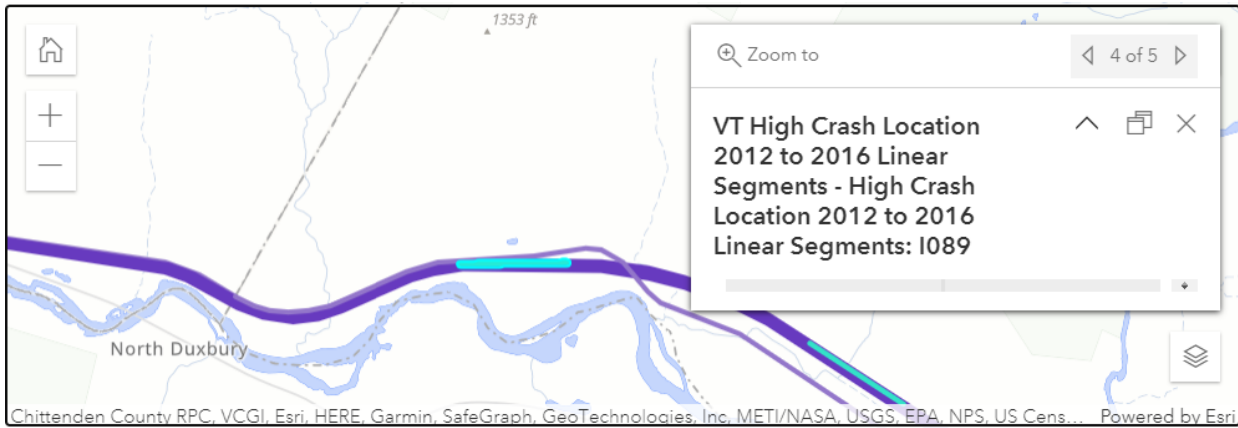 1353 ft
Zoom to
4 of 5
VT High Crash Location
2012 to 2016 Linear
Segments - High Crash
Location 2012 to 2016
Linear Segments: I089
North Duxbury
Chittenden County RPC, VCGI, Esri, HERE, Garmin, SafeGraph, GeoTechnologies, Inc, METI/NASA, USGS, EPA, NPS, US Cens... Powered by Esri